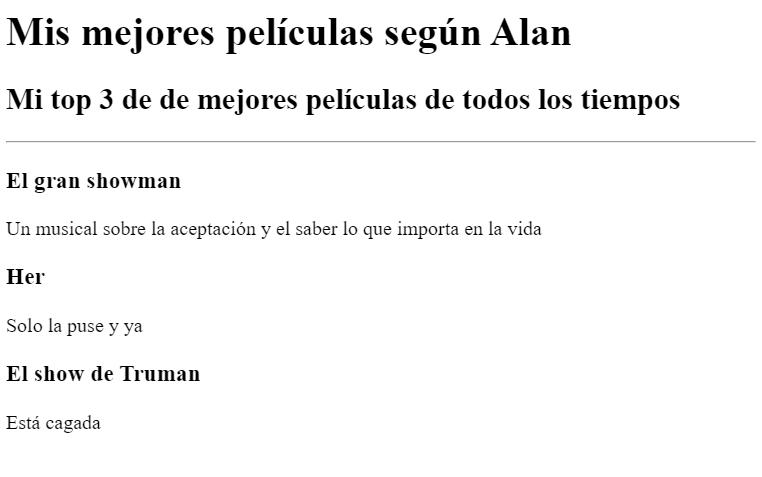 Mis mejores películas según Alan
Mi top 3 de de mejores películas de todos los tiempos
El gran showman
Un musical sobre la aceptación y el saber lo que importa en la vida
Her
Solo la puse y ya
El show de Truman
Está cagada